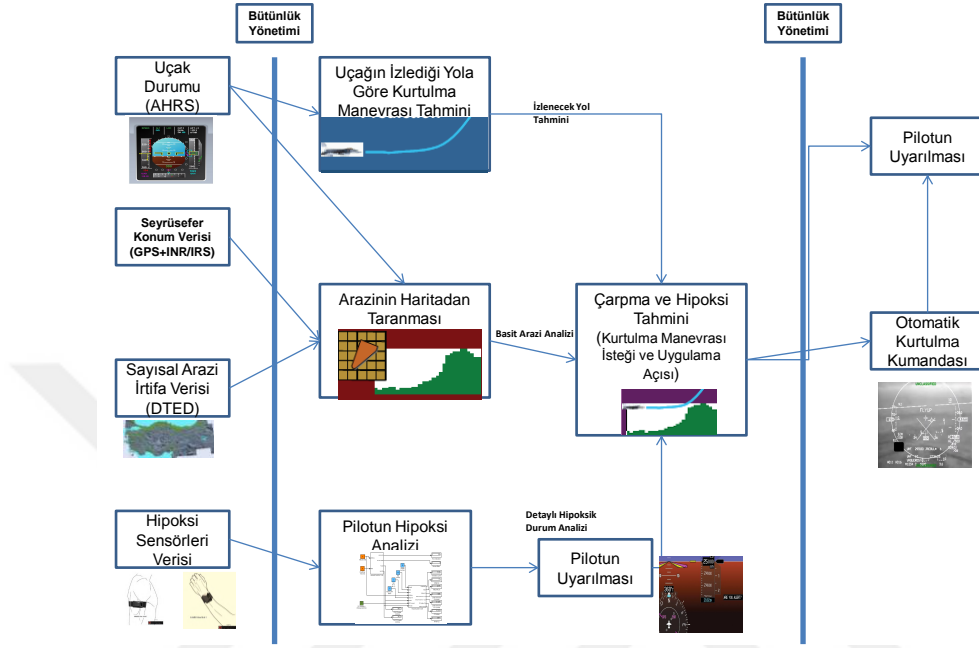 Bütünlük
Yönetimi
Bütünlük
Yönetimi
Uçak
Durumu
(AHRS)
Uçağın İzlediği Yola
Göre Kurtulma
Manevrası Tahmini
İzlenecek Yol
Tahmini
Pilotun
Uyarılması
Seyrüsefer
Konum Verisi
(GPS+INR/IRS)
Arazinin Haritadan
Taranması
Basit Arazi Analizi
Çarpma ve Hipoksi
Tahmini
(Kurtulma Manevrası
İsteği ve Uygulama
Açısı)
Otomatik
Kurtulma
Kumandası
Sayısal Arazi
İrtifa Verisi
(DTED)
Hipoksi
Sensörleri
Verisi
Pilotun Hipoksi
Analizi
Detaylı Hipoksik
Durum Analizi
Pilotun
Uyarılması